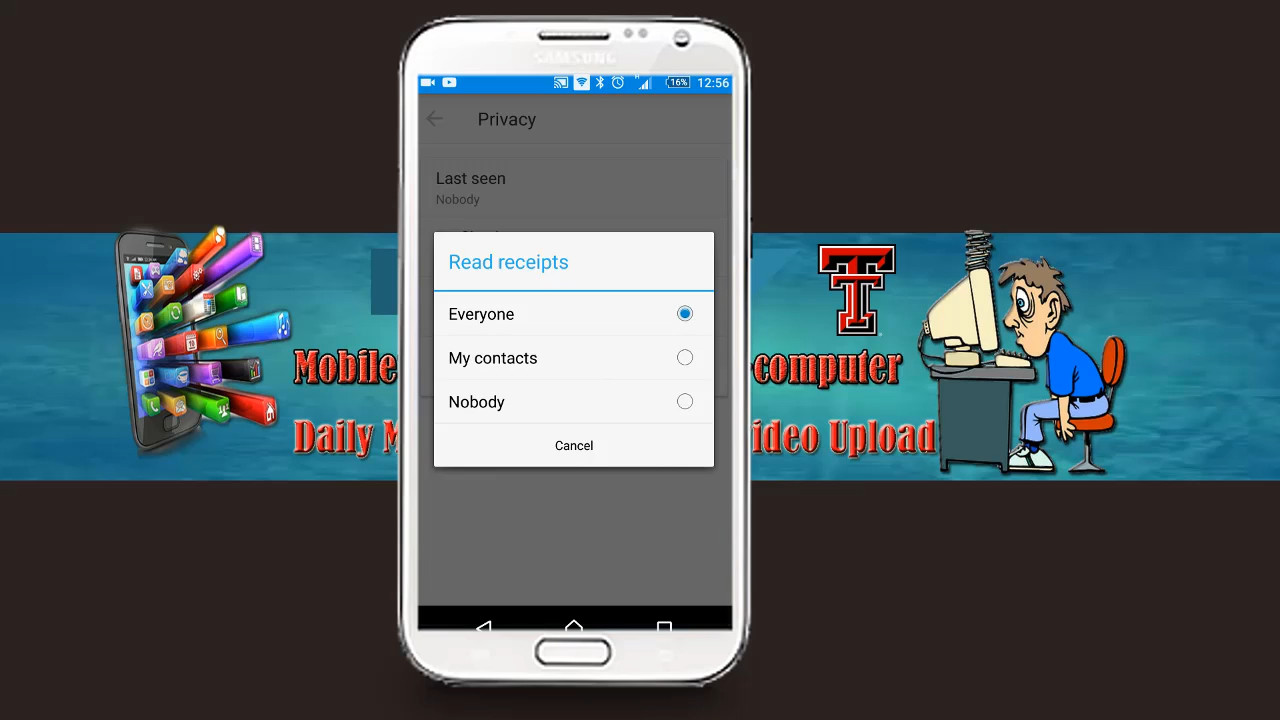 SAMSUNG
16% 12:56
Privacy
Last seen
Nobody
Read receipts
Everyone
My contacts
Nobody
Cancel
Mobile
computer
Daily M
ideo Upload